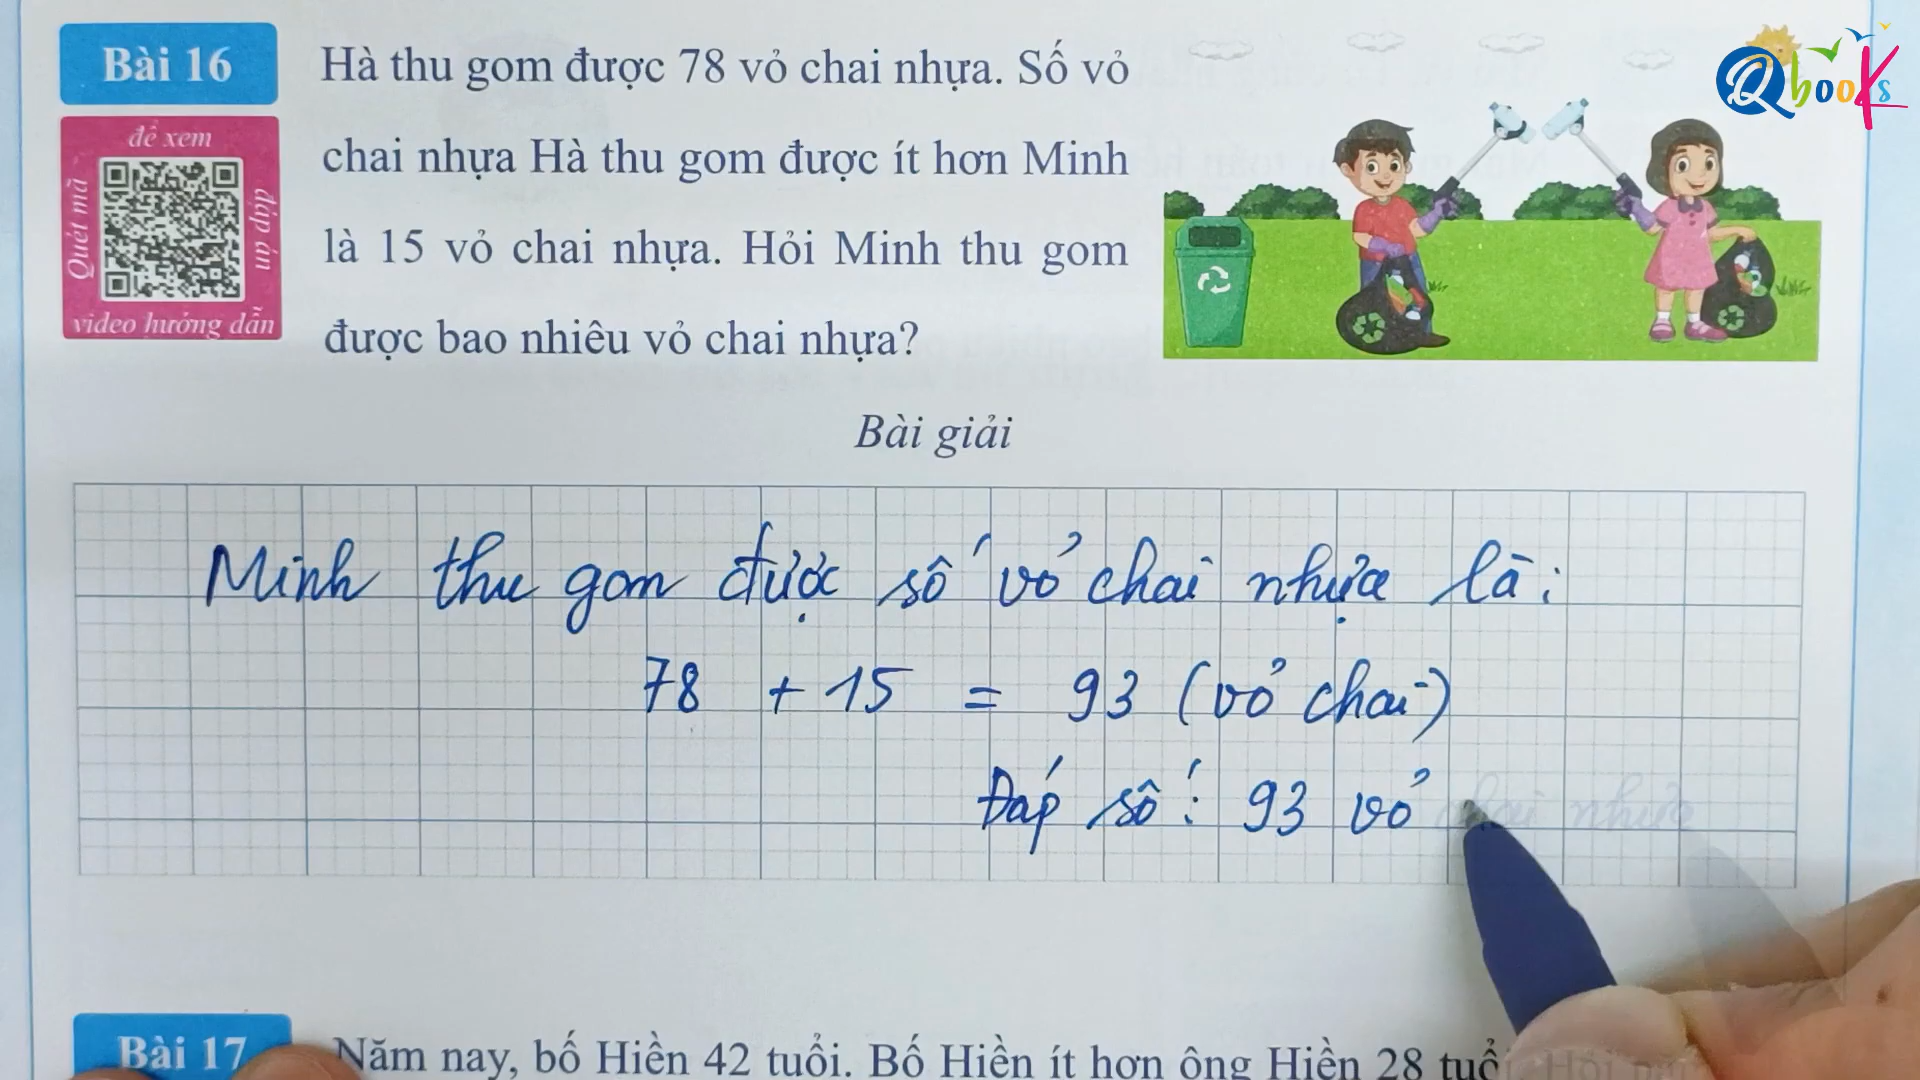 Qbooks
Bài 16
Hà thu gom được 78 vỏ chai nhựa. Số vỏ
chai nhựa Hà thu gom được ít hơn Minh
là 15 vỏ chai nhựa. Hỏi Minh thu gom
được bao nhiêu vỏ chai nhựa?
Quét mã
để xem
đáp án
video hướng dẫn
Bài giải
Minh thu gom được số vỏ chai nhựa là:
78 + 15 = 93 (vỏ chai)
Đáp số: 93 vỏ chai nhựa
Bài 17
Năm nay, bố Hiền 42 tuổi. Bố Hiền ít hơn ông Hiền 28 tuổi. Hỏi